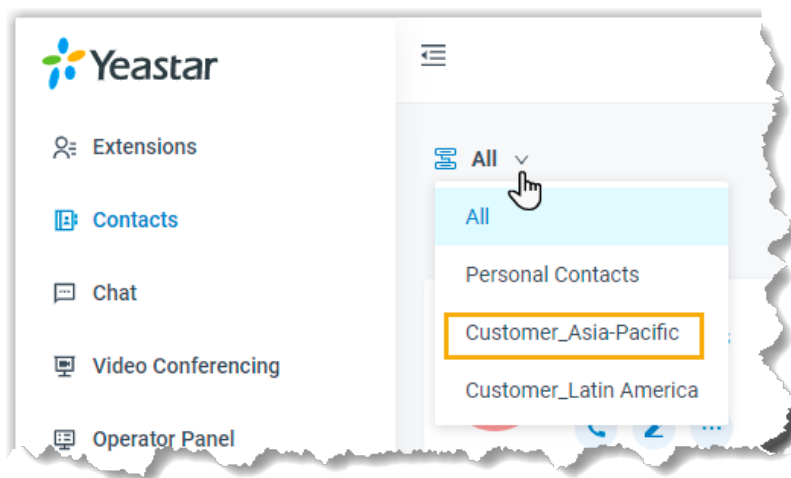 Yeastar
Extensions
All
Contacts
All
Chat
Personal Contacts
Customer_Asia-Pacific
Video Conferencing
Customer_Latin America
Operator Panel